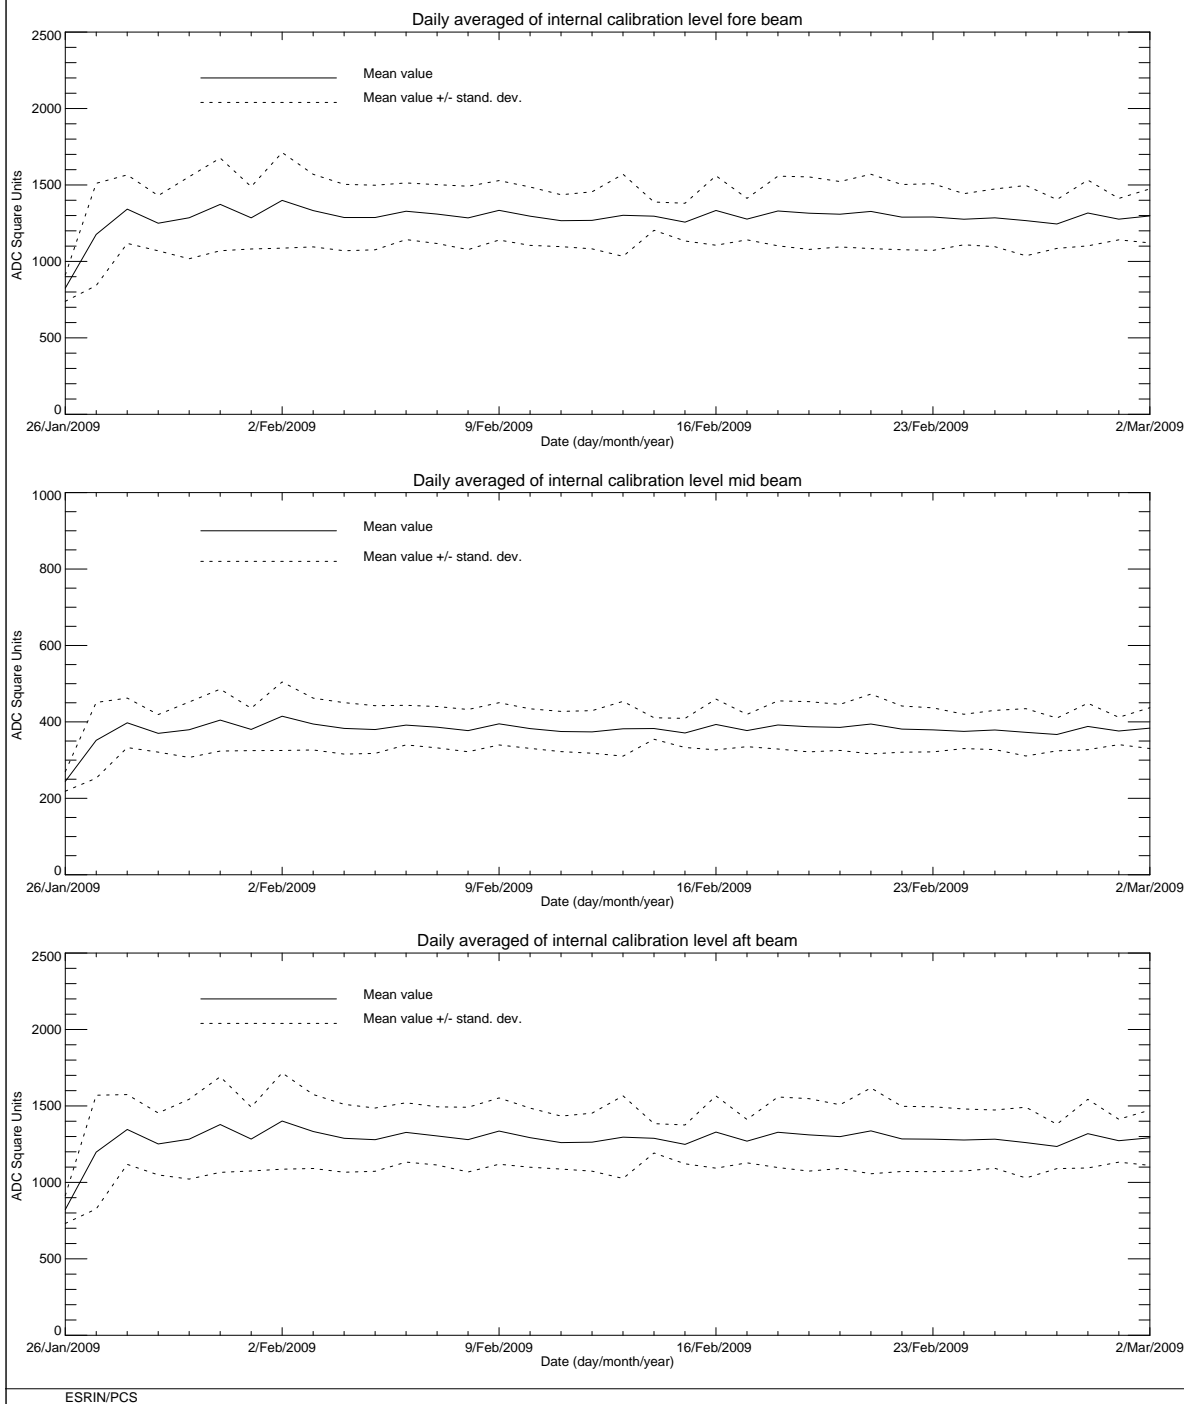 Daily averaged of internal calibration level fore beam
2500
2000
1500
1000
500
0
ADC Square Units
Mean value
Mean value +/- stand. dev.
26/Jan/2009 2/Feb/2009 9/Feb/2009 16/Feb/2009 23/Feb/2009 2/Mar/2009
Date (day/month/year)
Daily averaged of internal calibration level mid beam
1000
800
600
400
200
0
ADC Square Units
Mean value
Mean value +/- stand. dev.
26/Jan/2009 2/Feb/2009 9/Feb/2009 16/Feb/2009 23/Feb/2009 2/Mar/2009
Date (day/month/year)
Daily averaged of internal calibration level aft beam
2500
2000
1500
1000
500
0
ADC Square Units
Mean value
Mean value +/- stand. dev.
26/Jan/2009 2/Feb/2009 9/Feb/2009 16/Feb/2009 23/Feb/2009 2/Mar/2009
Date (day/month/year)
ESRIN/PCS